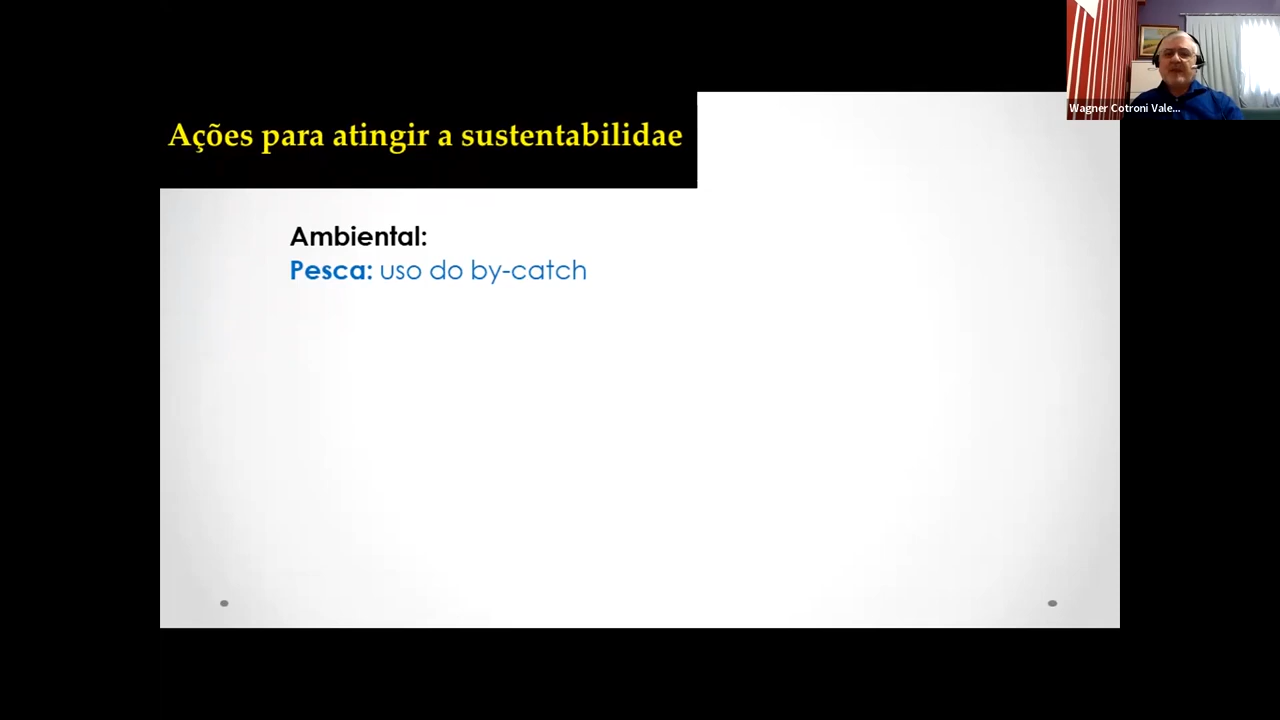 Ações para atingir a sustentabilidae
Ambiental:
Pesca: uso do by-catch
Wagner Cotroni Vale...